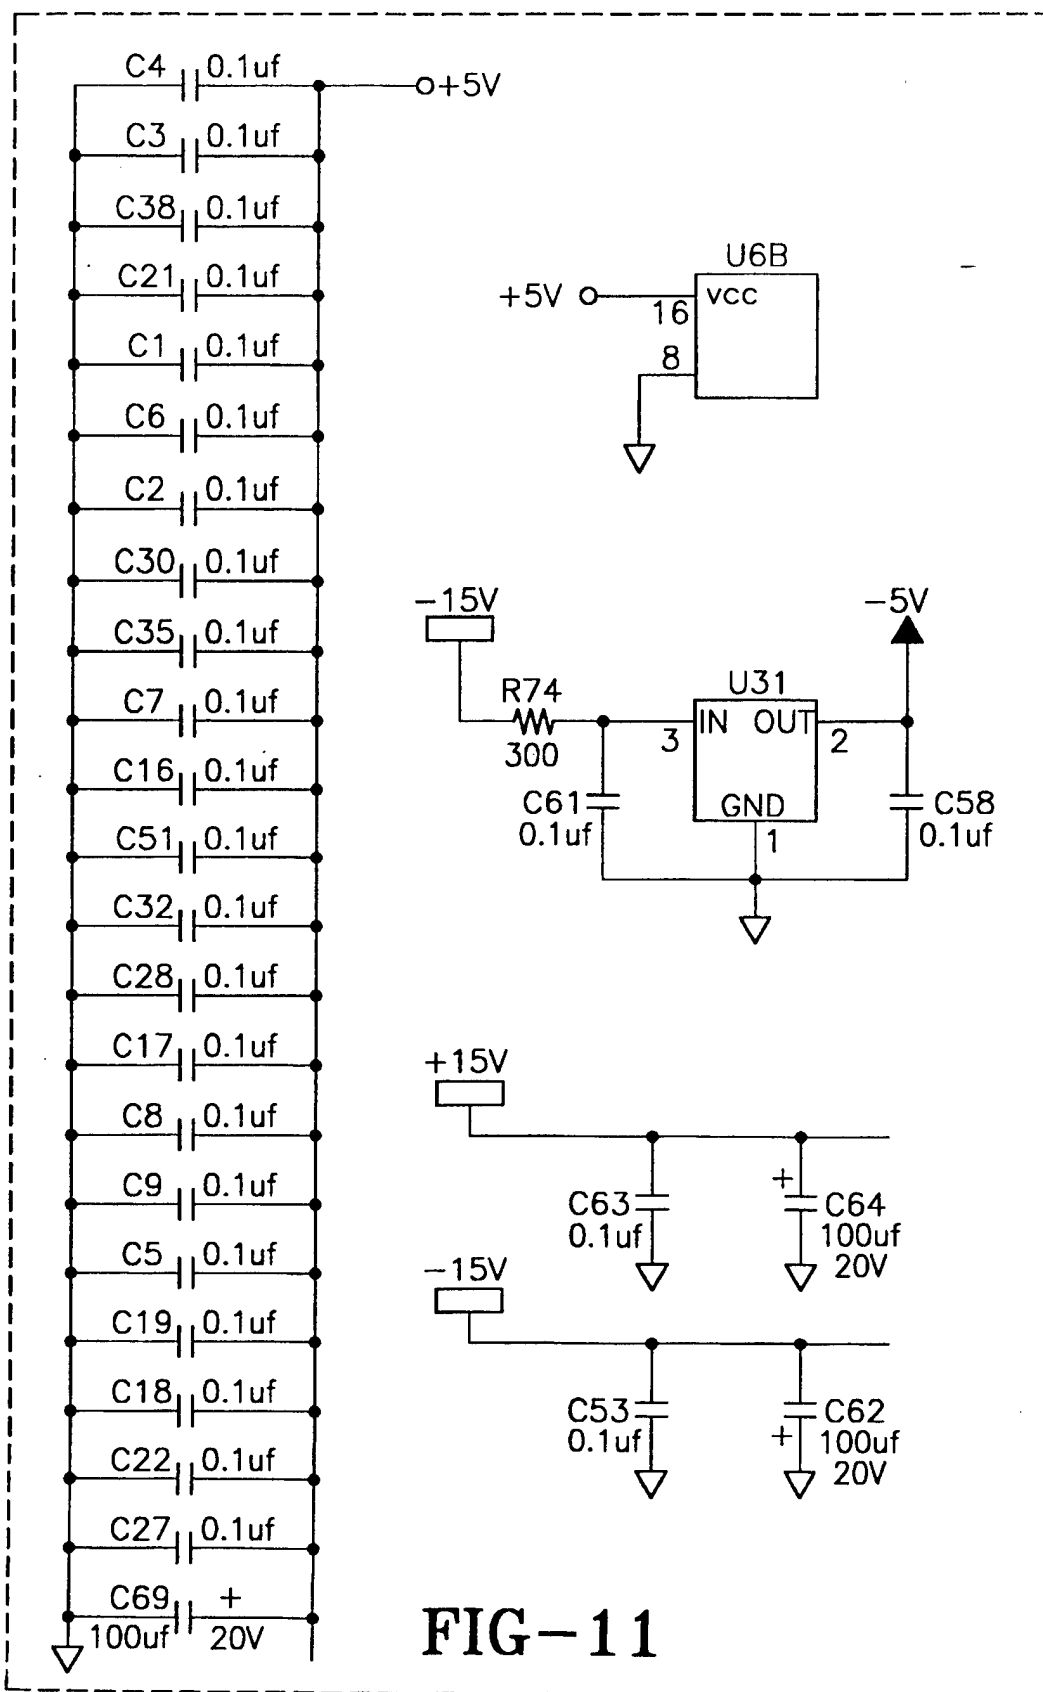 C4 0.1uf
+5V
C3 0.1uf
C38 0.1uf
C21 0.1uf
C1 0.1uf
C6 0.1uf
C2 0.1uf
C30 0.1uf
C35 0.1uf
C7 0.1uf
C16 0.1uf
C51 0.1uf
C32 0.1uf
C28 0.1uf
C17 0.1uf
C8 0.1uf
C9 0.1uf
C5 0.1uf
C19 0.1uf
C18 0.1uf
C22 0.1uf
C27 0.1uf
C69 +
100uf 20V
U6B
+5V
16
VCC
8
-15V
-5V
R74
300
U31
3
IN OUT
2
GND
1
C61
0.1uf
C58
0.1uf
+15V
C63
0.1uf
+
C64
100uf
20V
-15V
C53
0.1uf
+
C62
100uf
20V
FIG-11